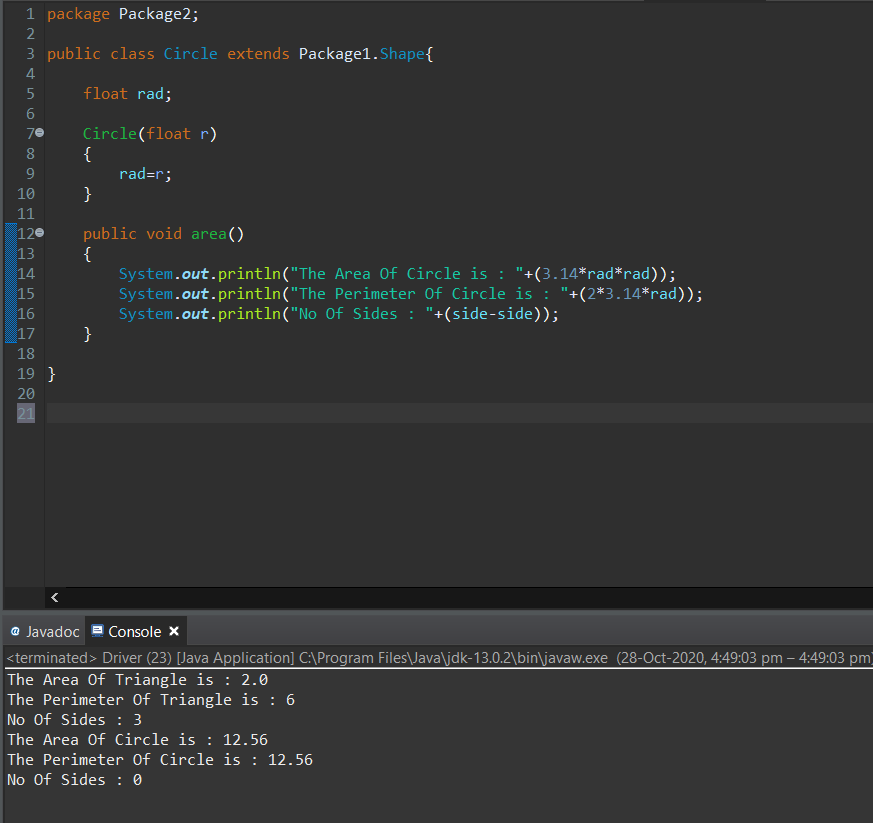 1 package Package2;
2
3 public class Circle extends Package1.Shape{
4
5 float rad;
6
7 Circle(float r)
8 {
9 rad=r;
10 }
11
12 public void area()
13 {
14 System.out.println("The Area Of Circle is : "+(3.14*rad*rad));
15 System.out.println("The Perimeter Of Circle is : "+(2*3.14*rad));
16 System.out.println("No Of Sides : "+(side-side));
17 }
18
19 }
20
21
@ Javadoc Console
<terminated> Driver (23) [Java Application] C:\Program Files\Java\jdk-13.0.2\bin\javaw.exe (28-Oct-2020, 4:49:03 pm – 4:49:03 pm)
The Area Of Triangle is : 2.0
The Perimeter Of Triangle is : 6
No Of Sides : 3
The Area Of Circle is : 12.56
The Perimeter Of Circle is : 12.56
No Of Sides : 0